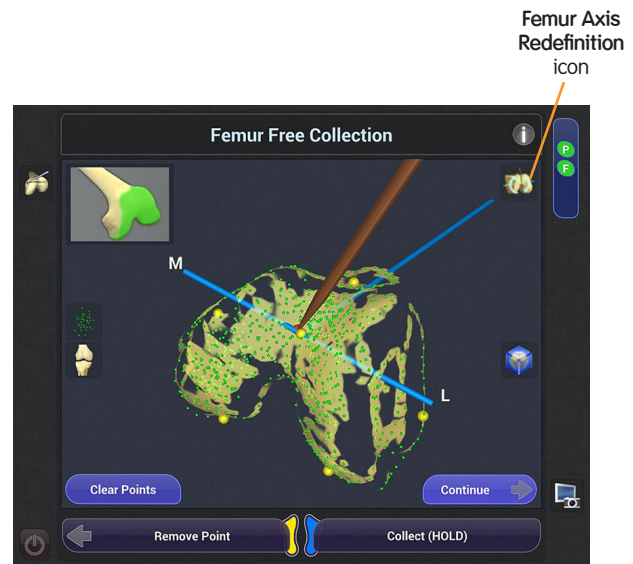 Femur Axis
Redefinition
icon
Femur Free Collection
i
P
F
M
L
Clear Points
Continue
Remove Point
Collect (HOLD)